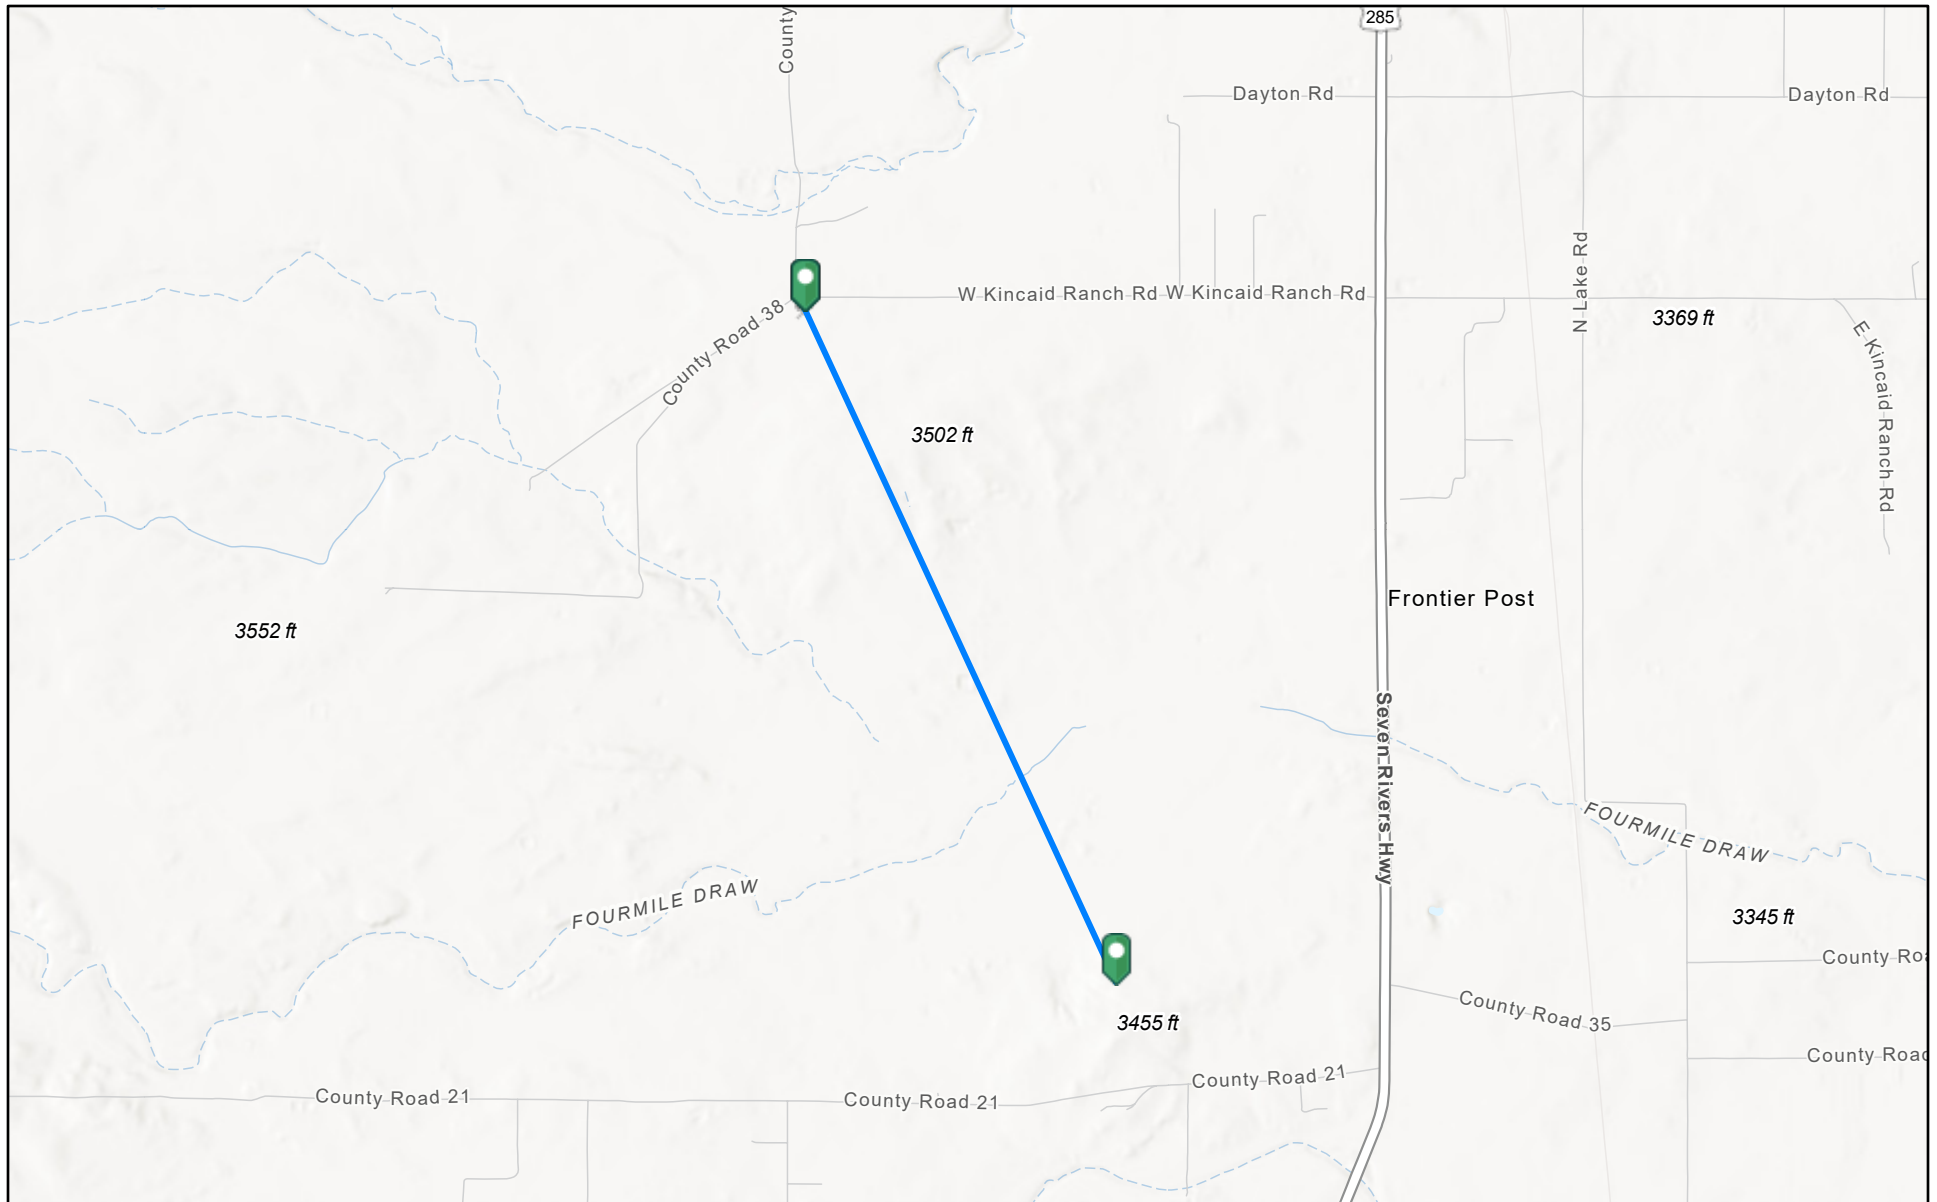 County
285
Dayton Rd
Dayton Rd
N Lake Rd
W Kincaid Ranch Rd
W Kincaid Ranch Rd
County Road 38
3369 ft
E Kincaid Ranch Rd
3502 ft
Frontier Post
3552 ft
Seven Rivers Hwy
FOURMILE DRAW
FOURMILE DRAW
3345 ft
County Roa
County Road 35
3455 ft
County Road
County Road 21
County Road 21
County Road 21